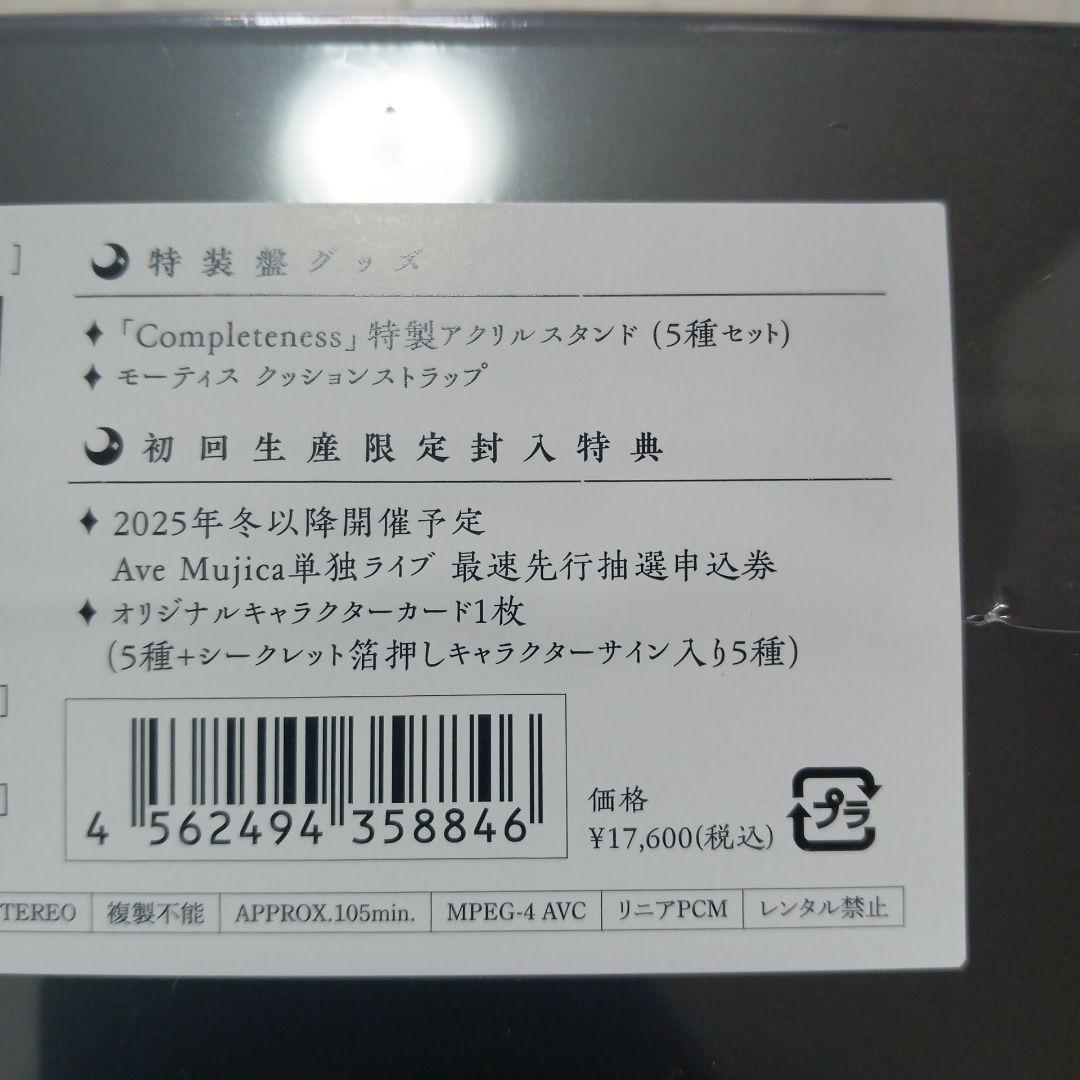 ]
特装盤グッズ
「Completeness」特製アクリルスタンド (5種セット)
モーティス クッションストラップ
初回生産限定封入特典
2025年冬以降開催予定
Ave Mujica単独ライブ 最速先行抽選申込券
オリジナルキャラクターカード1枚
(5種+シークレット箔押しキャラクターサイン入り5種)
]
]
4 562494 358846
価格
¥17,600(税込)
プラ
TEREO 複製不能 APPROX.105min. MPEG-4 AVC リニアPCM レンタル禁止